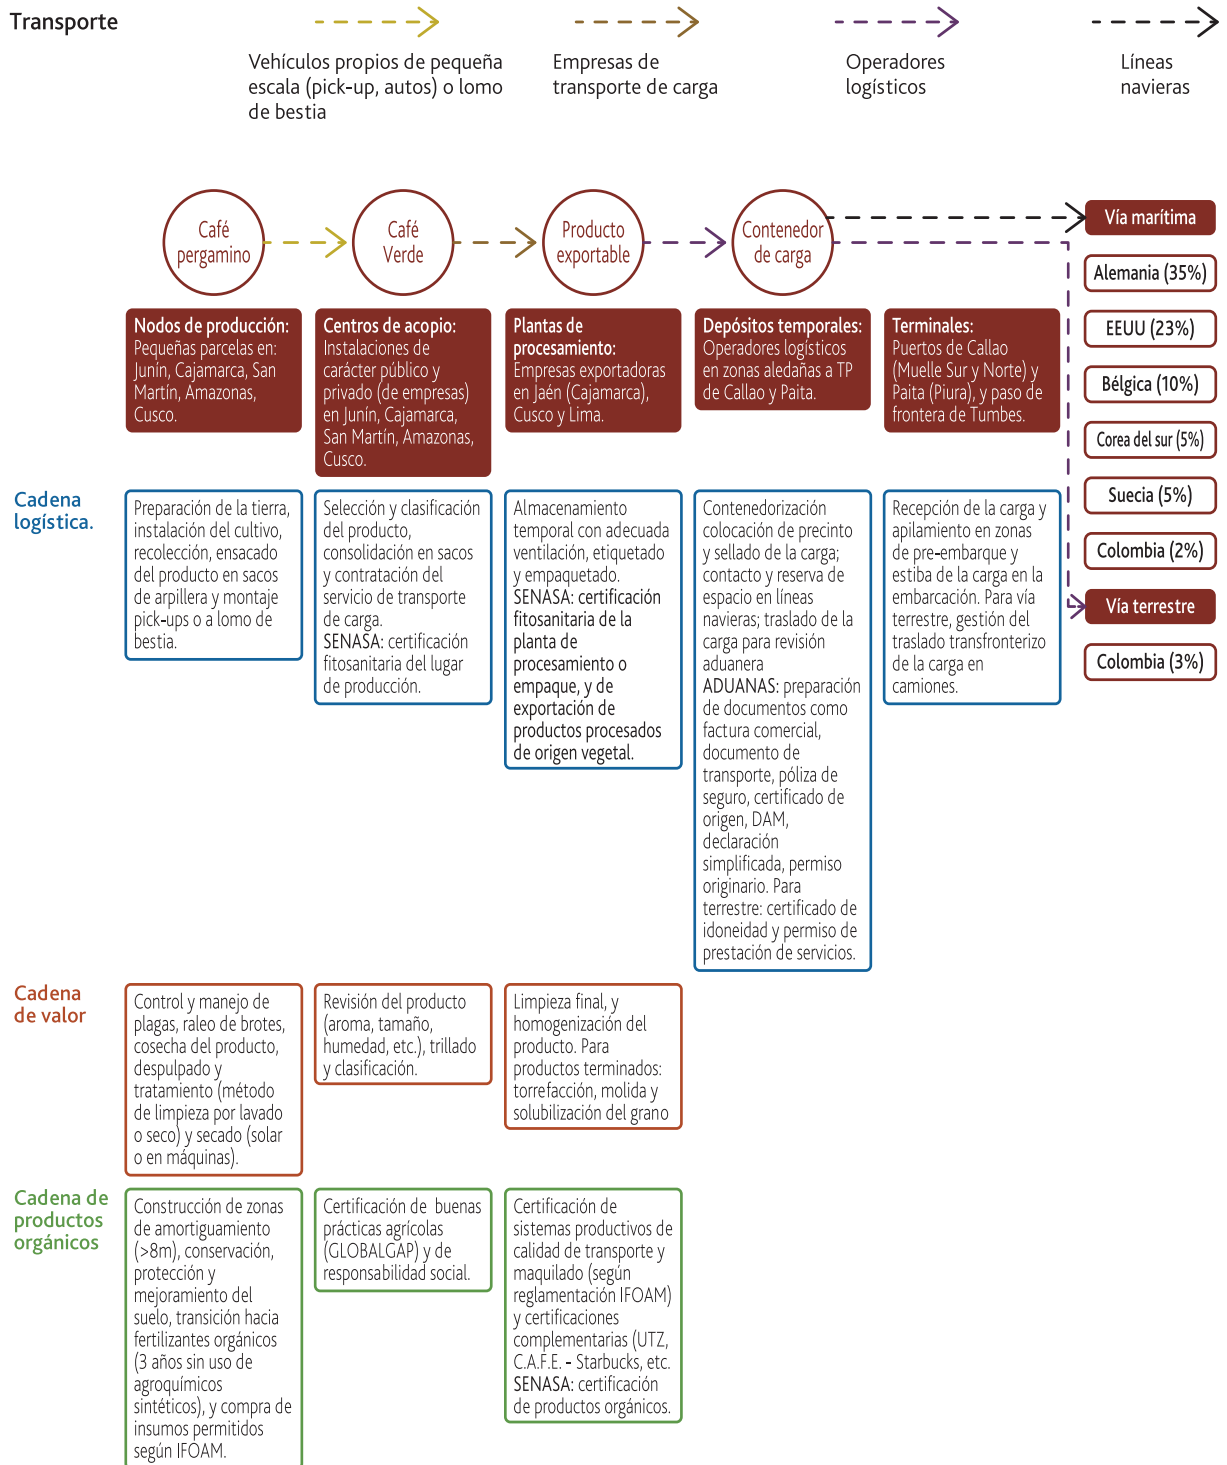 Transporte
Vehículos propios de pequeña
escala (pick-up, autos) o lomo
de bestia
Empresas de
transporte de carga
Operadores
logísticos
Líneas
navieras
Café
pergamino
Café
Verde
Producto
exportable
Contenedor
de carga
Vía marítima
Alemania (35%)
EEUU (23%)
Bélgica (10%)
Corea del sur (5%)
Suecia (5%)
Colombia (2%)
Vía terrestre
Colombia (3%)
Nodos de producción:
Pequeñas parcelas en:
Junín, Cajamarca, San
Martín, Amazonas,
Cusco.
Centros de acopio:
Instalaciones de
carácter público y
privado (de empresas)
en Junín, Cajamarca,
San Martín, Amazonas,
Cusco.
Plantas de
procesamiento:
Empresas exportadoras
en Jaén (Cajamarca),
Cusco y Lima.
Depósitos temporales:
Operadores logísticos
en zonas aledañas a TP
de Callao y Paita.
Terminales:
Puertos de Callao
(Muelle Sur y Norte) y
Paita (Piura), y paso de
frontera de Tumbes.
Cadena
logística.
Preparación de la tierra,
instalación del cultivo,
recolección, ensacado
del producto en sacos
de arpillera y montaje
pick-ups o a lomo de
bestia.
Selección y clasificación
del producto,
consolidación en sacos
y contratación del
servicio de transporte
de carga.
SENASA: certificación
fitosanitaria del lugar
de producción.
Almacenamiento
temporal con adecuada
ventilación, etiquetado
y empaquetado.
SENASA: certificación
fitosanitaria de la
planta de
procesamiento o
empaque, y de
exportación de
productos procesados
de origen vegetal.
Contenedorización
colocación de precinto
y sellado de la carga;
contacto y reserva de
espacio en líneas
navieras; traslado de la
carga para revisión
aduanera
ADUANAS: preparación
de documentos como
factura comercial,
documento de
transporte, póliza de
seguro, certificado de
origen, DAM,
declaración
simplificada, permiso
originario. Para
terrestre: certificado de
idoneidad y permiso de
prestación de servicios.
Recepción de la carga y
apilamiento en zonas
de pre-embarque y
estiba de la carga en la
embarcación. Para vía
terrestre, gestión del
traslado transfronterizo
de la carga en
camiones.
Cadena
de valor
Control y manejo de
plagas, raleo de brotes,
cosecha del producto,
despulpado y
tratamiento (método
de limpieza por lavado
o seco) y secado (solar
o en máquinas).
Revisión del producto
(aroma, tamaño,
humedad, etc.), trillado
y clasificación.
Limpieza final, y
homogenización del
producto. Para
productos terminados:
torrefacción, molida y
solubilización del grano
Cadena de
productos
orgánicos
Construcción de zonas
de amortiguamiento
(>8m), conservación,
protección y
mejoramiento del
suelo, transición hacia
fertilizantes orgánicos
(3 años sin uso de
agroquímicos
sintéticos), y compra de
insumos permitidos
según IFOAM.
Certificación de buenas
prácticas agrícolas
(GLOBALGAP) y de
responsabilidad social.
Certificación de
sistemas productivos de
calidad de transporte y
maquilado (según
reglamentación IFOAM)
y certificaciones
complementarias (UTZ,
C.A.F.E. - Starbucks, etc.
SENASA: certificación
de productos orgánicos.